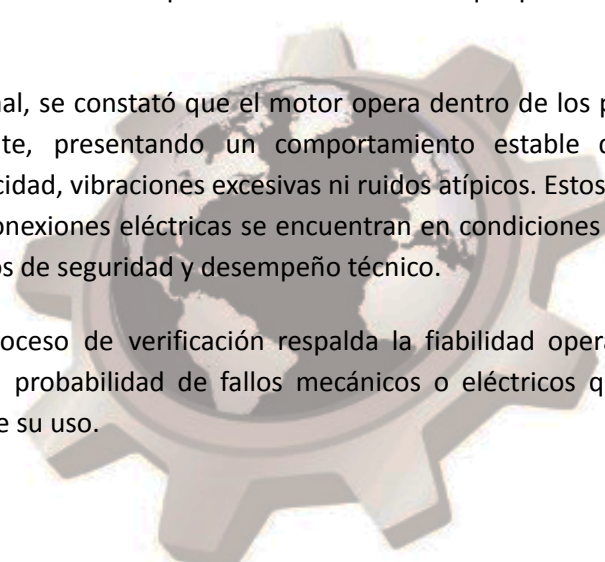 nal, se constató que el motor opera dentro de los p
te, presentando un comportamiento estable d
cidad, vibraciones excesivas ni ruidos atípicos. Estos
onexiones eléctricas se encuentran en condiciones
os de seguridad y desempeño técnico.
oceso de verificación respalda la fiabilidad opera
probabilidad de fallos mecánicos o eléctricos q
e su uso.